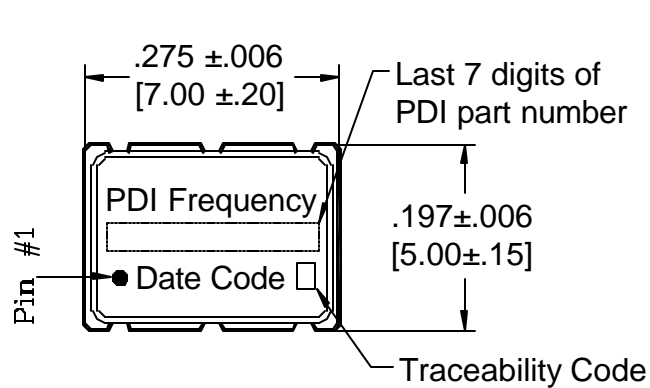 .275 ±.006
[7.00 ±.20]
Last 7 digits of
PDI part number
PDI Frequency
.197±.006
[5.00±.15]
Pin #1
Date Code
Traceability Code